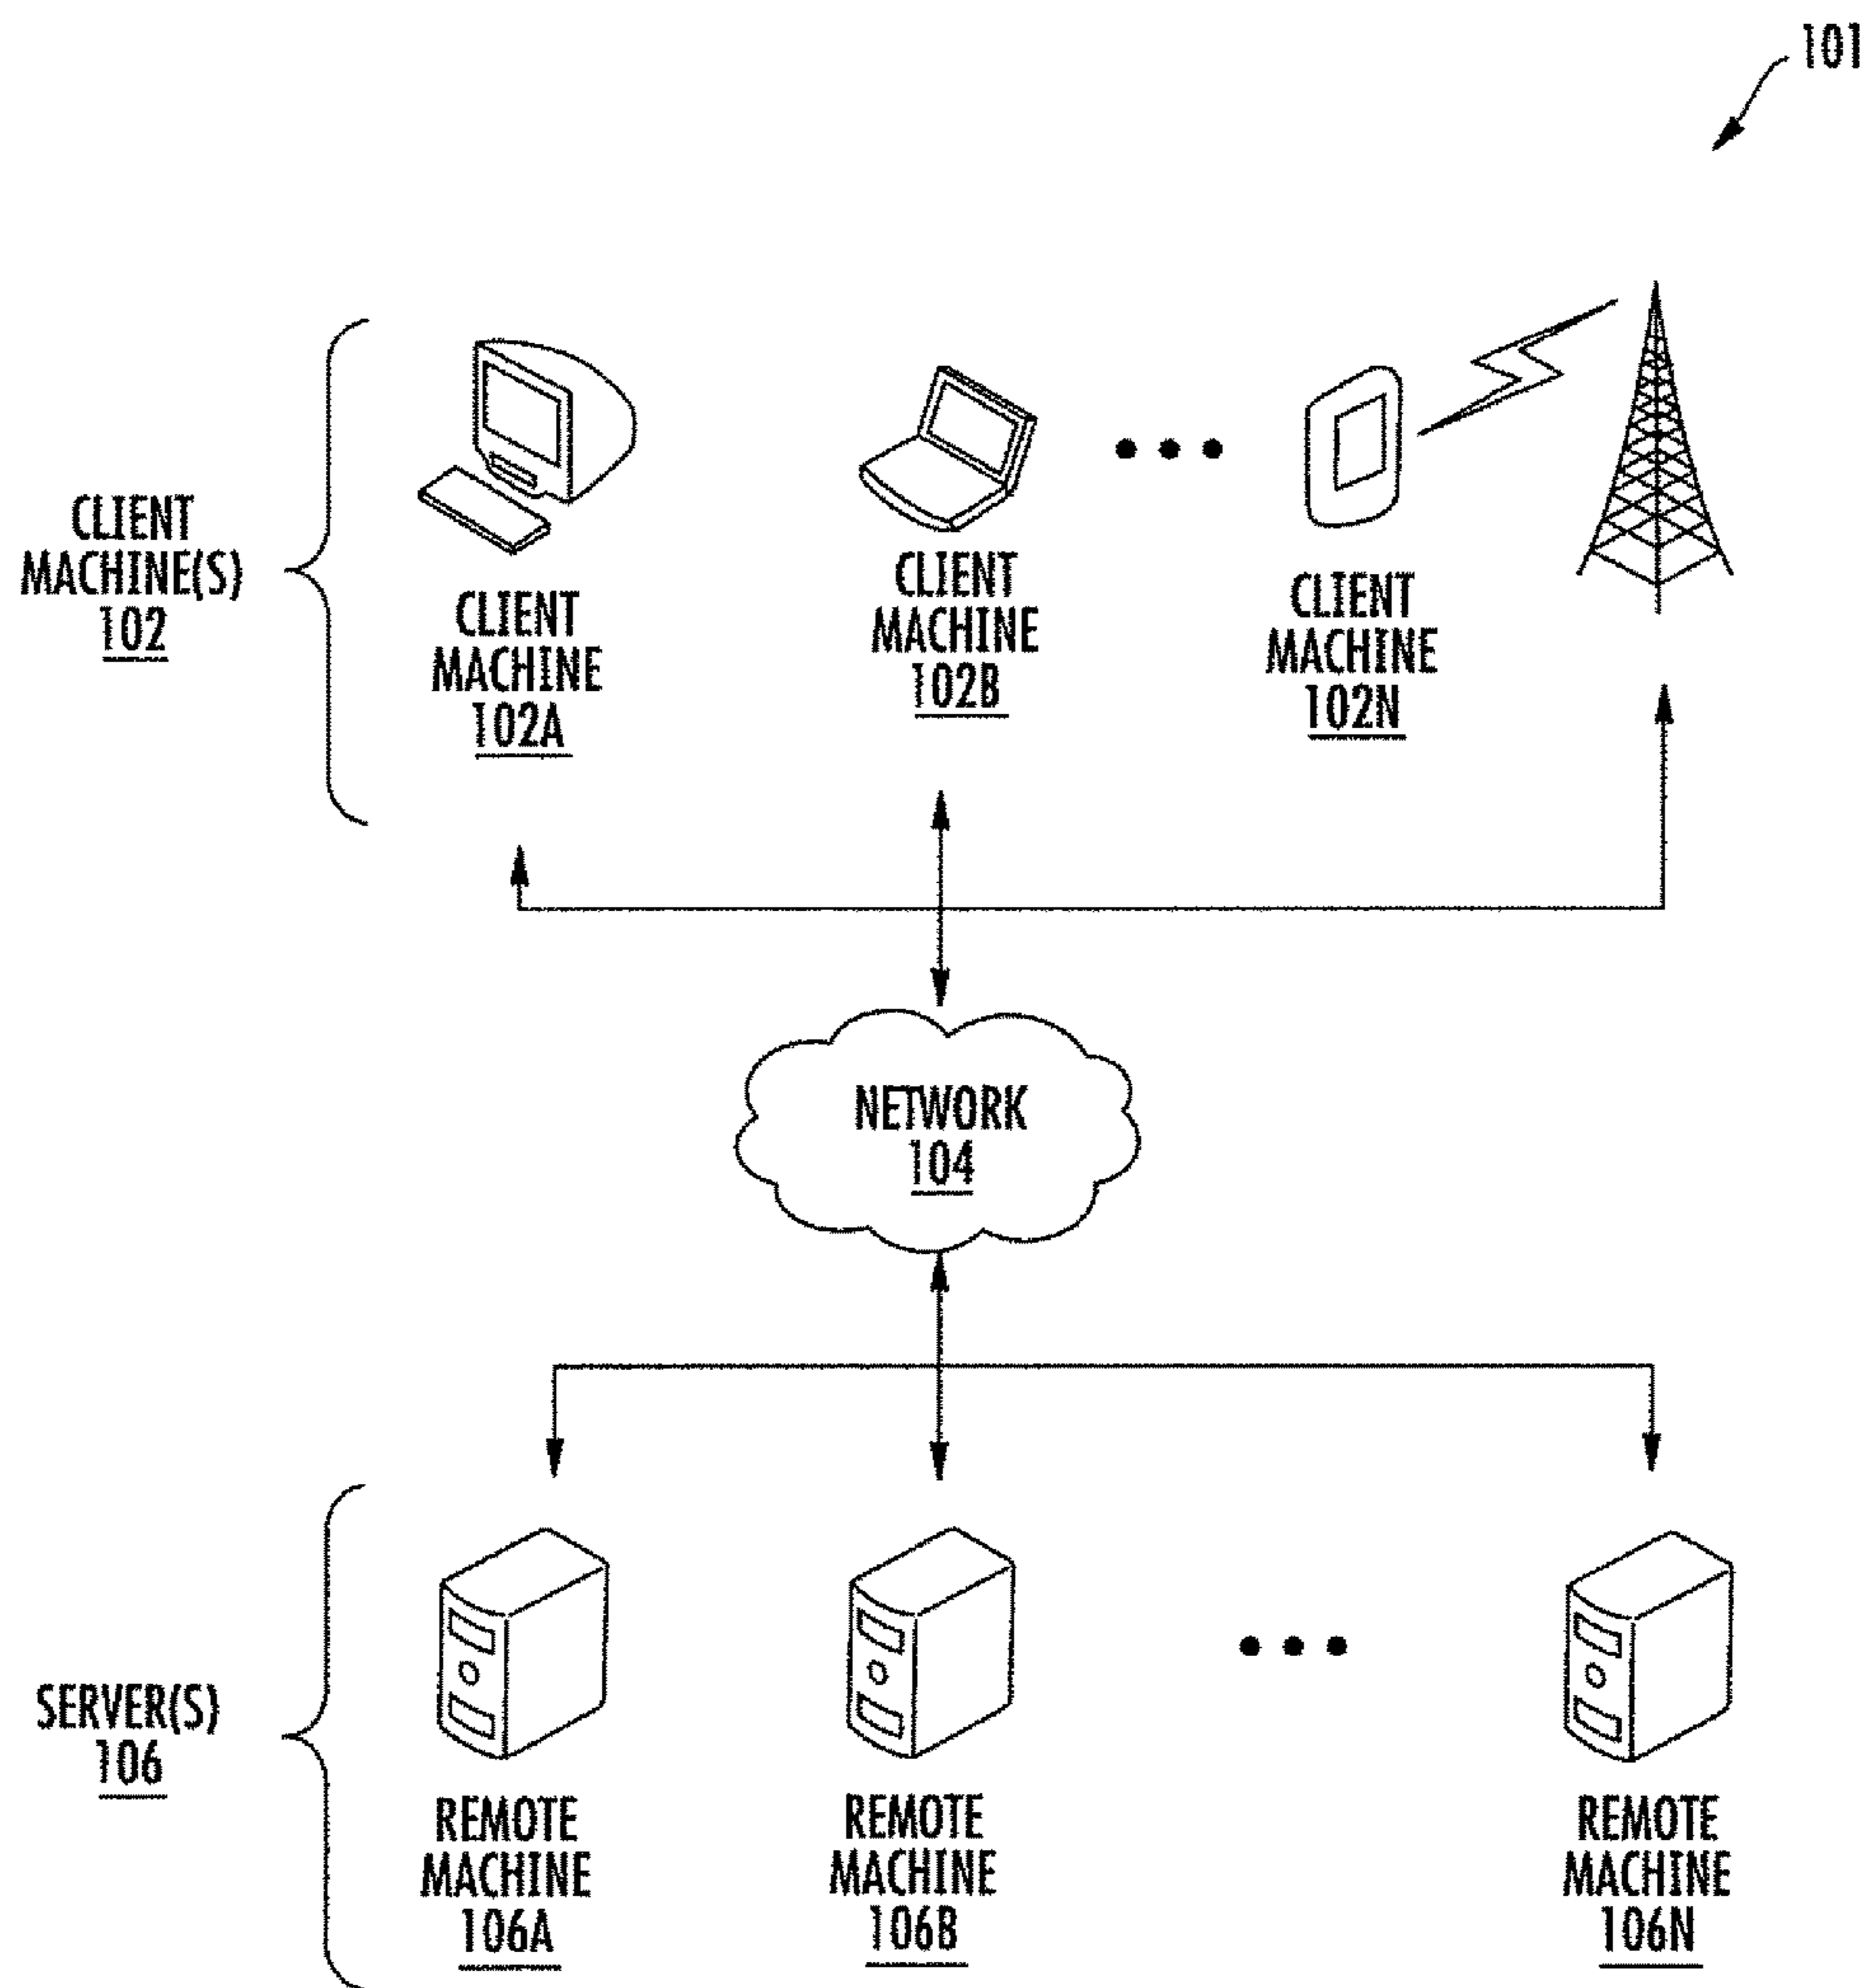 101
CLIENT
MACHINE(S)
102
CLIENT
MACHINE
102A
CLIENT
MACHINE
102B
CLIENT
MACHINE
102N
NETWORK
104
SERVER(S)
106
REMOTE
MACHINE
106A
REMOTE
MACHINE
106B
REMOTE
MACHINE
106N